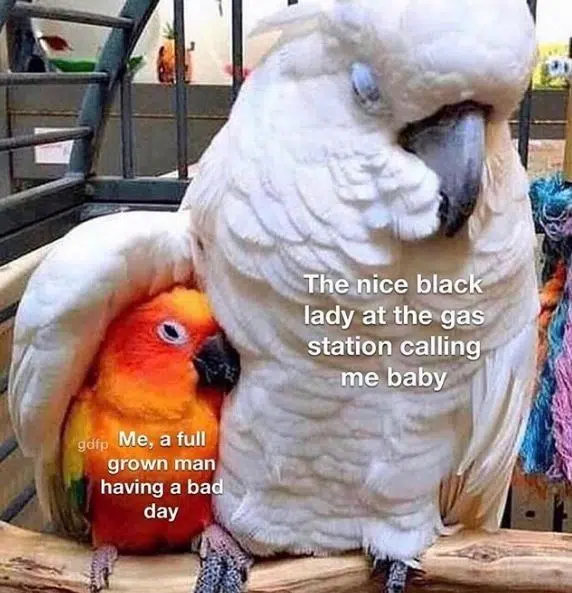 The nice black
lady at the gas
station calling
me baby
gdfp
Me, a full
grown man
having a bad
day